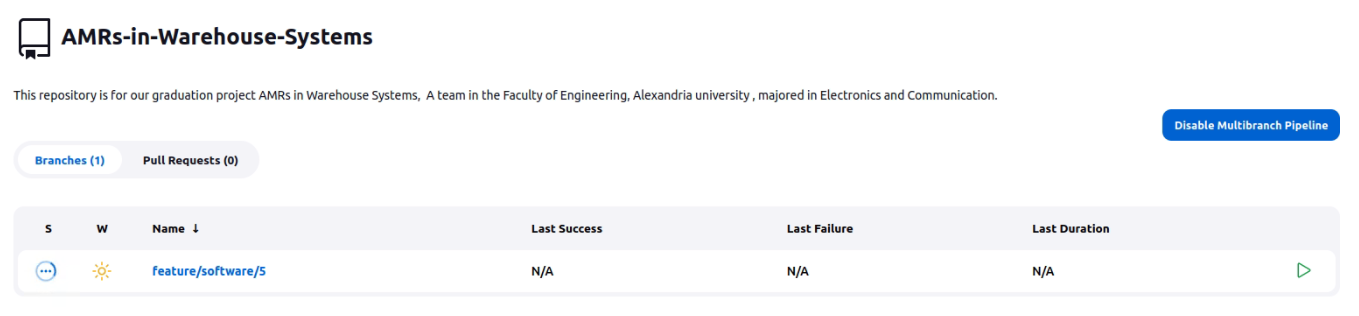 AMRs-in-Warehouse-Systems
This repository is for our graduation project AMRs in Warehouse Systems, A team in the Faculty of Engineering, Alexandria university , majored in Electronics and Communication.
Disable Multibranch Pipeline
Branches (1) Pull Requests (0)
S W Name ↓ Last Success Last Failure Last Duration
feature/software/5 N/A N/A N/A